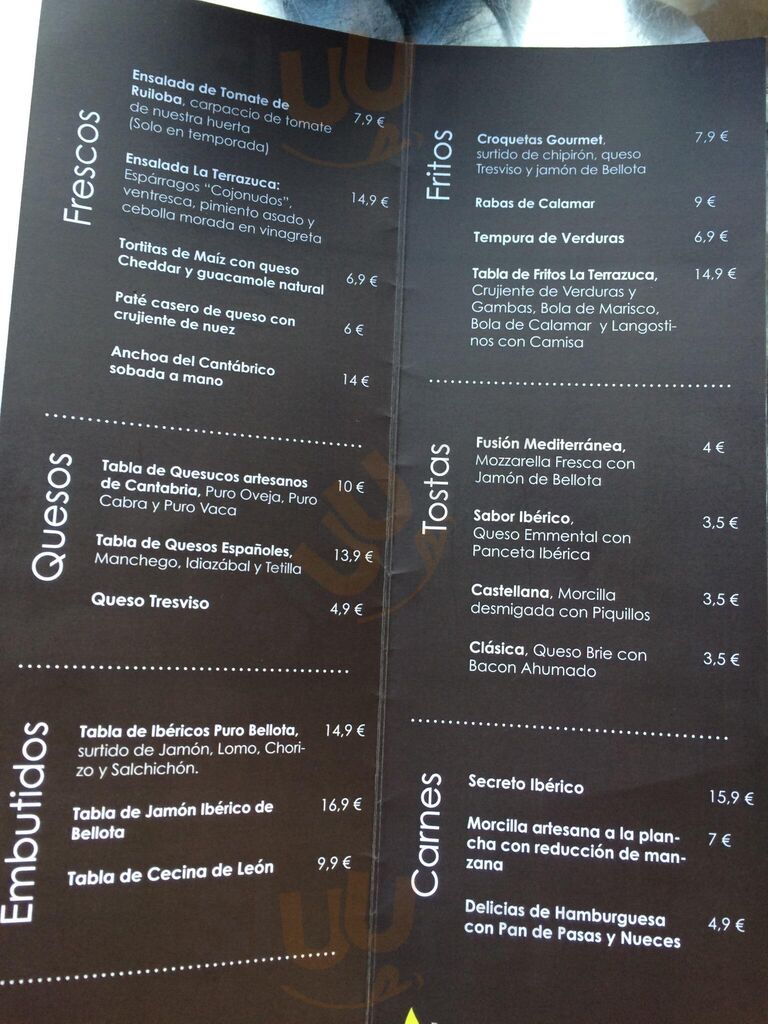 Frescos
Ensalada de Tomate de
Ruiloba, carpaccio de tomate
de nuestra huerta
(Solo en temporada)
7,9 €
Ensalada La Terrazuca:
Espárragos "Cojonudos",
ventresca, pimiento asado y
cebolla morada en vinagreta
14,9 €
Tortitas de Maíz con queso
Cheddar y guacamole natural
6,9 €
Paté casero de queso con
crujiente de nuez
6 €
Anchoa del Cantábrico
sobada a mano
14 €
Quesos
Tabla de Quesucos artesanos
de Cantabria, Puro Oveja, Puro
Cabra y Puro Vaca
10 €
Tabla de Quesos Españoles,
Manchego, Idiazábal y Tetilla
13,9 €
Queso Tresviso
4,9 €
Embutidos
Tabla de Ibéricos Puro Bellota,
surtido de Jamón, Lomo, Chori-
zo y Salchichón.
14,9 €
Tabla de Jamón Ibérico de
Bellota
16,9 €
Tabla de Cecina de León
9,9 €
Fritos
Croquetas Gourmet,
surtido de chipirón, queso
Tresviso y jamón de Bellota
7,9 €
Rabas de Calamar
9 €
Tempura de Verduras
6,9 €
Tabla de Fritos La Terrazuca,
Crujiente de Verduras y
Gambas, Bola de Marisco,
Bola de Calamar y Langosti-
nos con Camisa
14,9 €
Tostas
Fusión Mediterránea,
Mozzarella Fresca con
Jamón de Bellota
4 €
Sabor Ibérico,
Queso Emmental con
Panceta Ibérica
3,5 €
Castellana, Morcilla
desmigada con Piquillos
3,5 €
Clásica, Queso Brie con
Bacon Ahumado
3,5 €
Carnes
Secreto Ibérico
15,9 €
Morcilla artesana a la plan-
cha con reducción de man-
zana
7 €
Delicias de Hamburguesa
con Pan de Pasas y Nueces
4,9 €